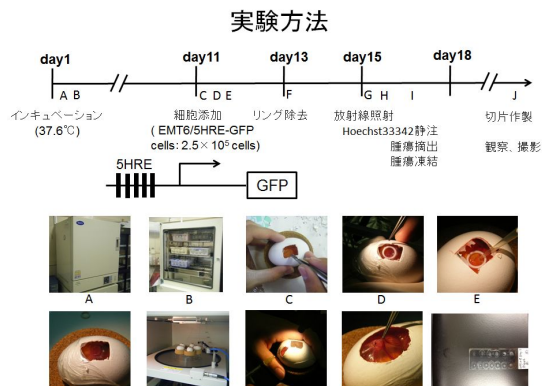 実験方法
day1
day11
day13
day15
day18
A B
C D E
F
G H I
J
インキュベーション
(37.6℃)
細胞添加
( EMT6/5HRE-GFP
cells: 2.5×10⁵ cells)
リング除去
放射線照射
Hoechst33342静注
腫瘍摘出
腫瘍凍結
切片作製
観察、撮影
5HRE
GFP
A
B
C
D
E